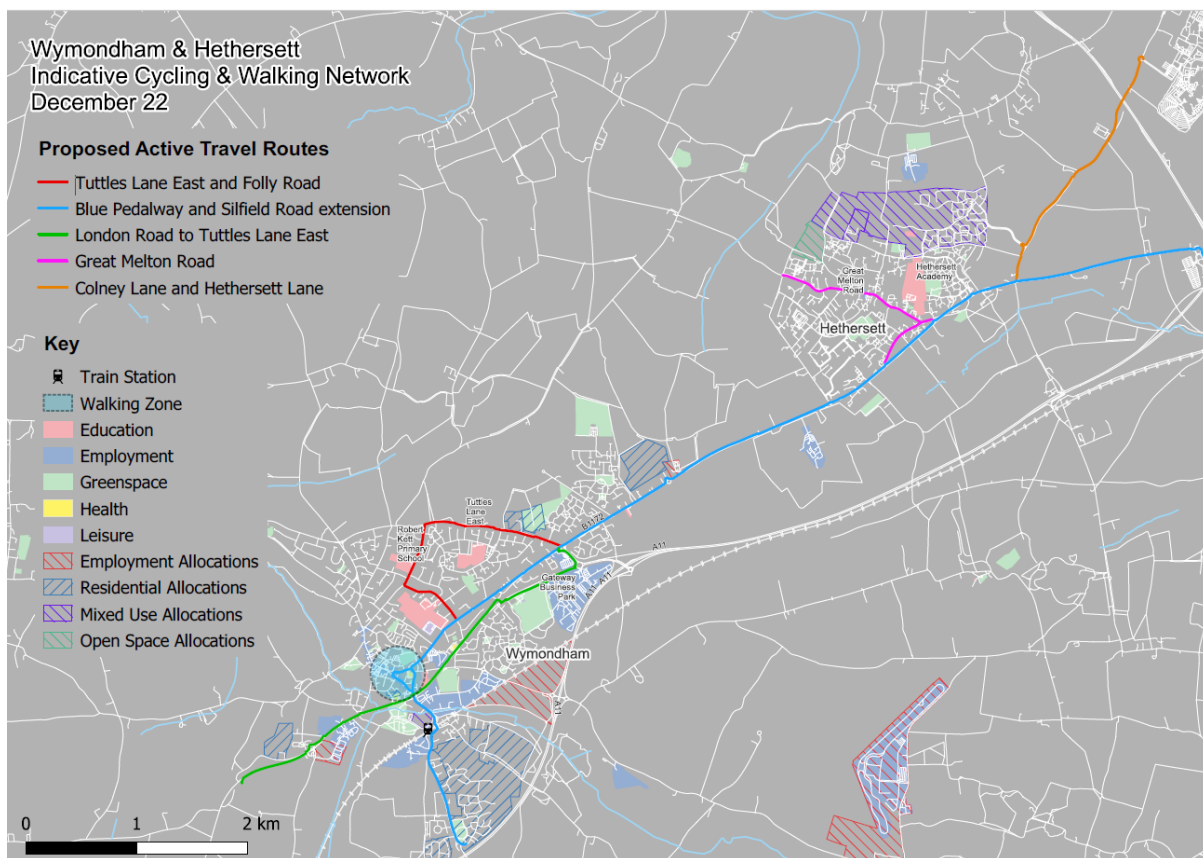 Wymondham & Hethersett
Indicative Cycling & Walking Network
December 22
Proposed Active Travel Routes
Tuttles Lane East and Folly Road
Blue Pedalway and Silfield Road extension
London Road to Tuttles Lane East
Great Melton Road
Colney Lane and Hethersett Lane
Key
Train Station
Walking Zone
Education
Employment
Greenspace
Health
Leisure
Employment Allocations
Residential Allocations
Mixed Use Allocations
Open Space Allocations
Great
Melton
Road
Hethersett
Academy
Hethersett
Tuttles
Lane
East
Robert
Kett
Primary
School
B1172
A11
Gateway
Business
Park
A11
A11
Wymondham
A11
0 1 2 km